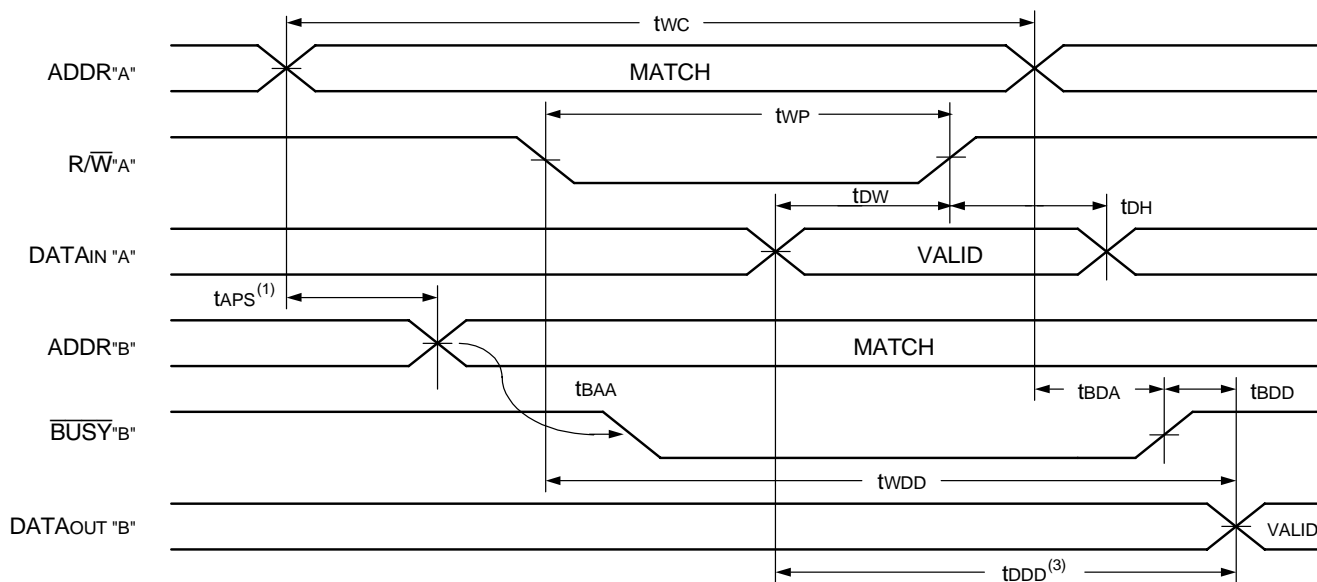 tWC
ADDR"A" MATCH
tWP
R/W̅"A"
tDW tDH
DATAIN "A" VALID
tAPS(1)
ADDR"B" MATCH
tBAA tBDA tBDD
B̅U̅S̅Y̅"B"
tWDD
DATAOUT "B" VALID
tDDD(3)